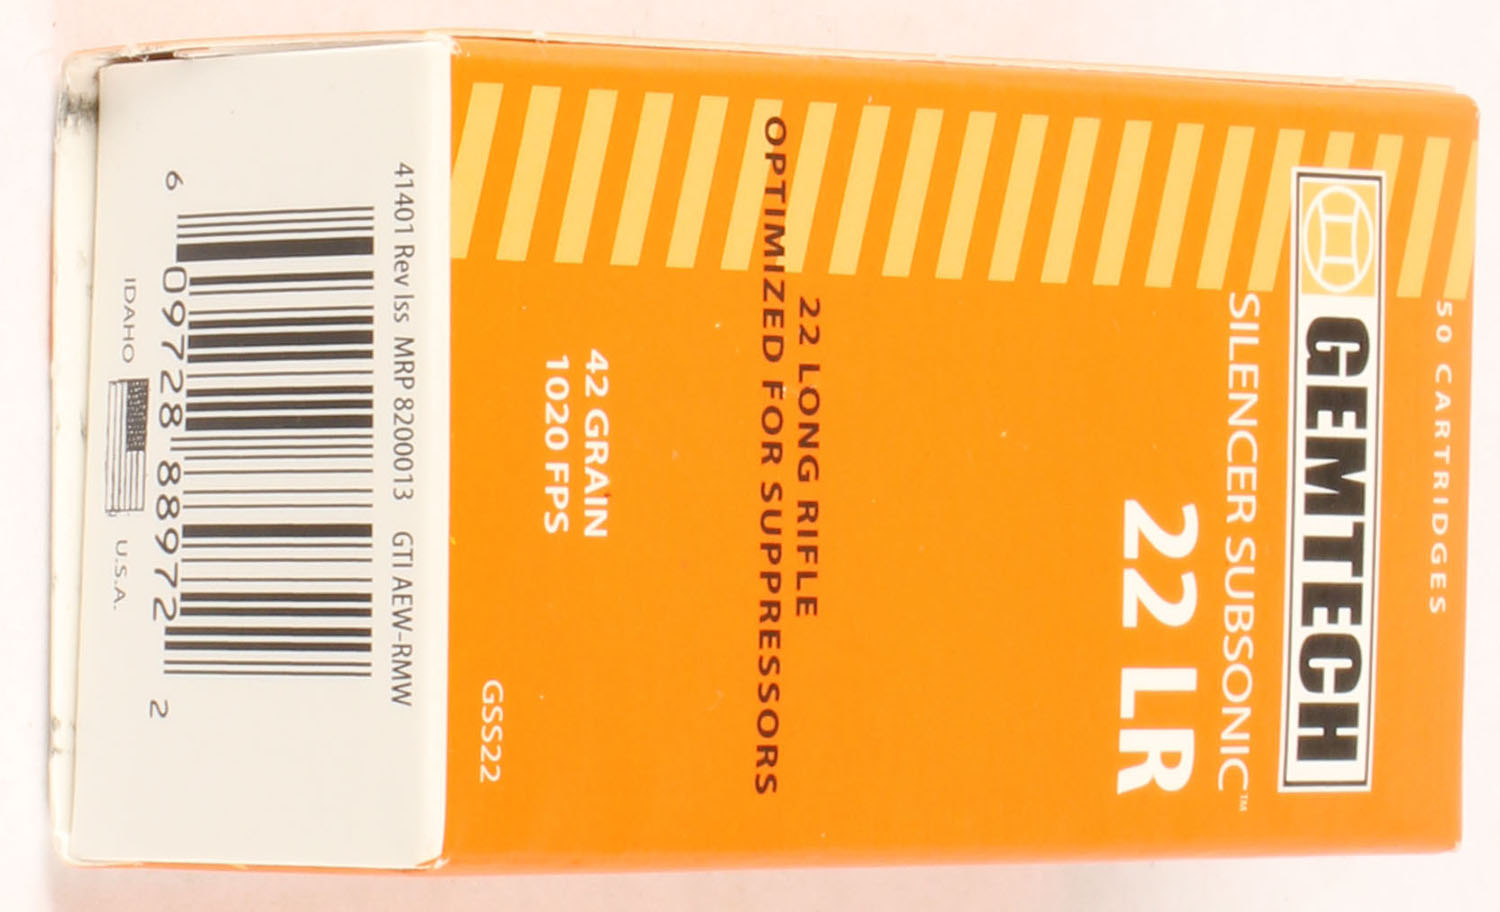 50 CARTRIDGES
GEMTECH
SILENCER SUBSONIC™
22 LR
22 LONG RIFLE
OPTIMIZED FOR SUPPRESSORS
42 GRAIN
1020 FPS
GSS22
41401 Rev Iss MRP 8200013 GTI AEW-RMW
6 09728 88972 2
IDAHO U.S.A.